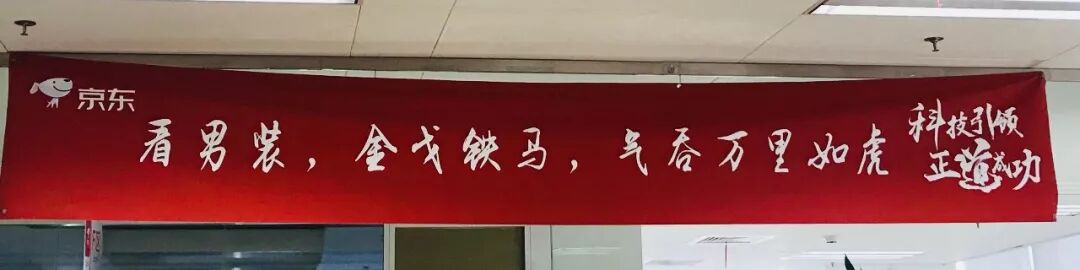 京东
看男装，金戈铁马，气吞万里如虎
科技引领
正道成功